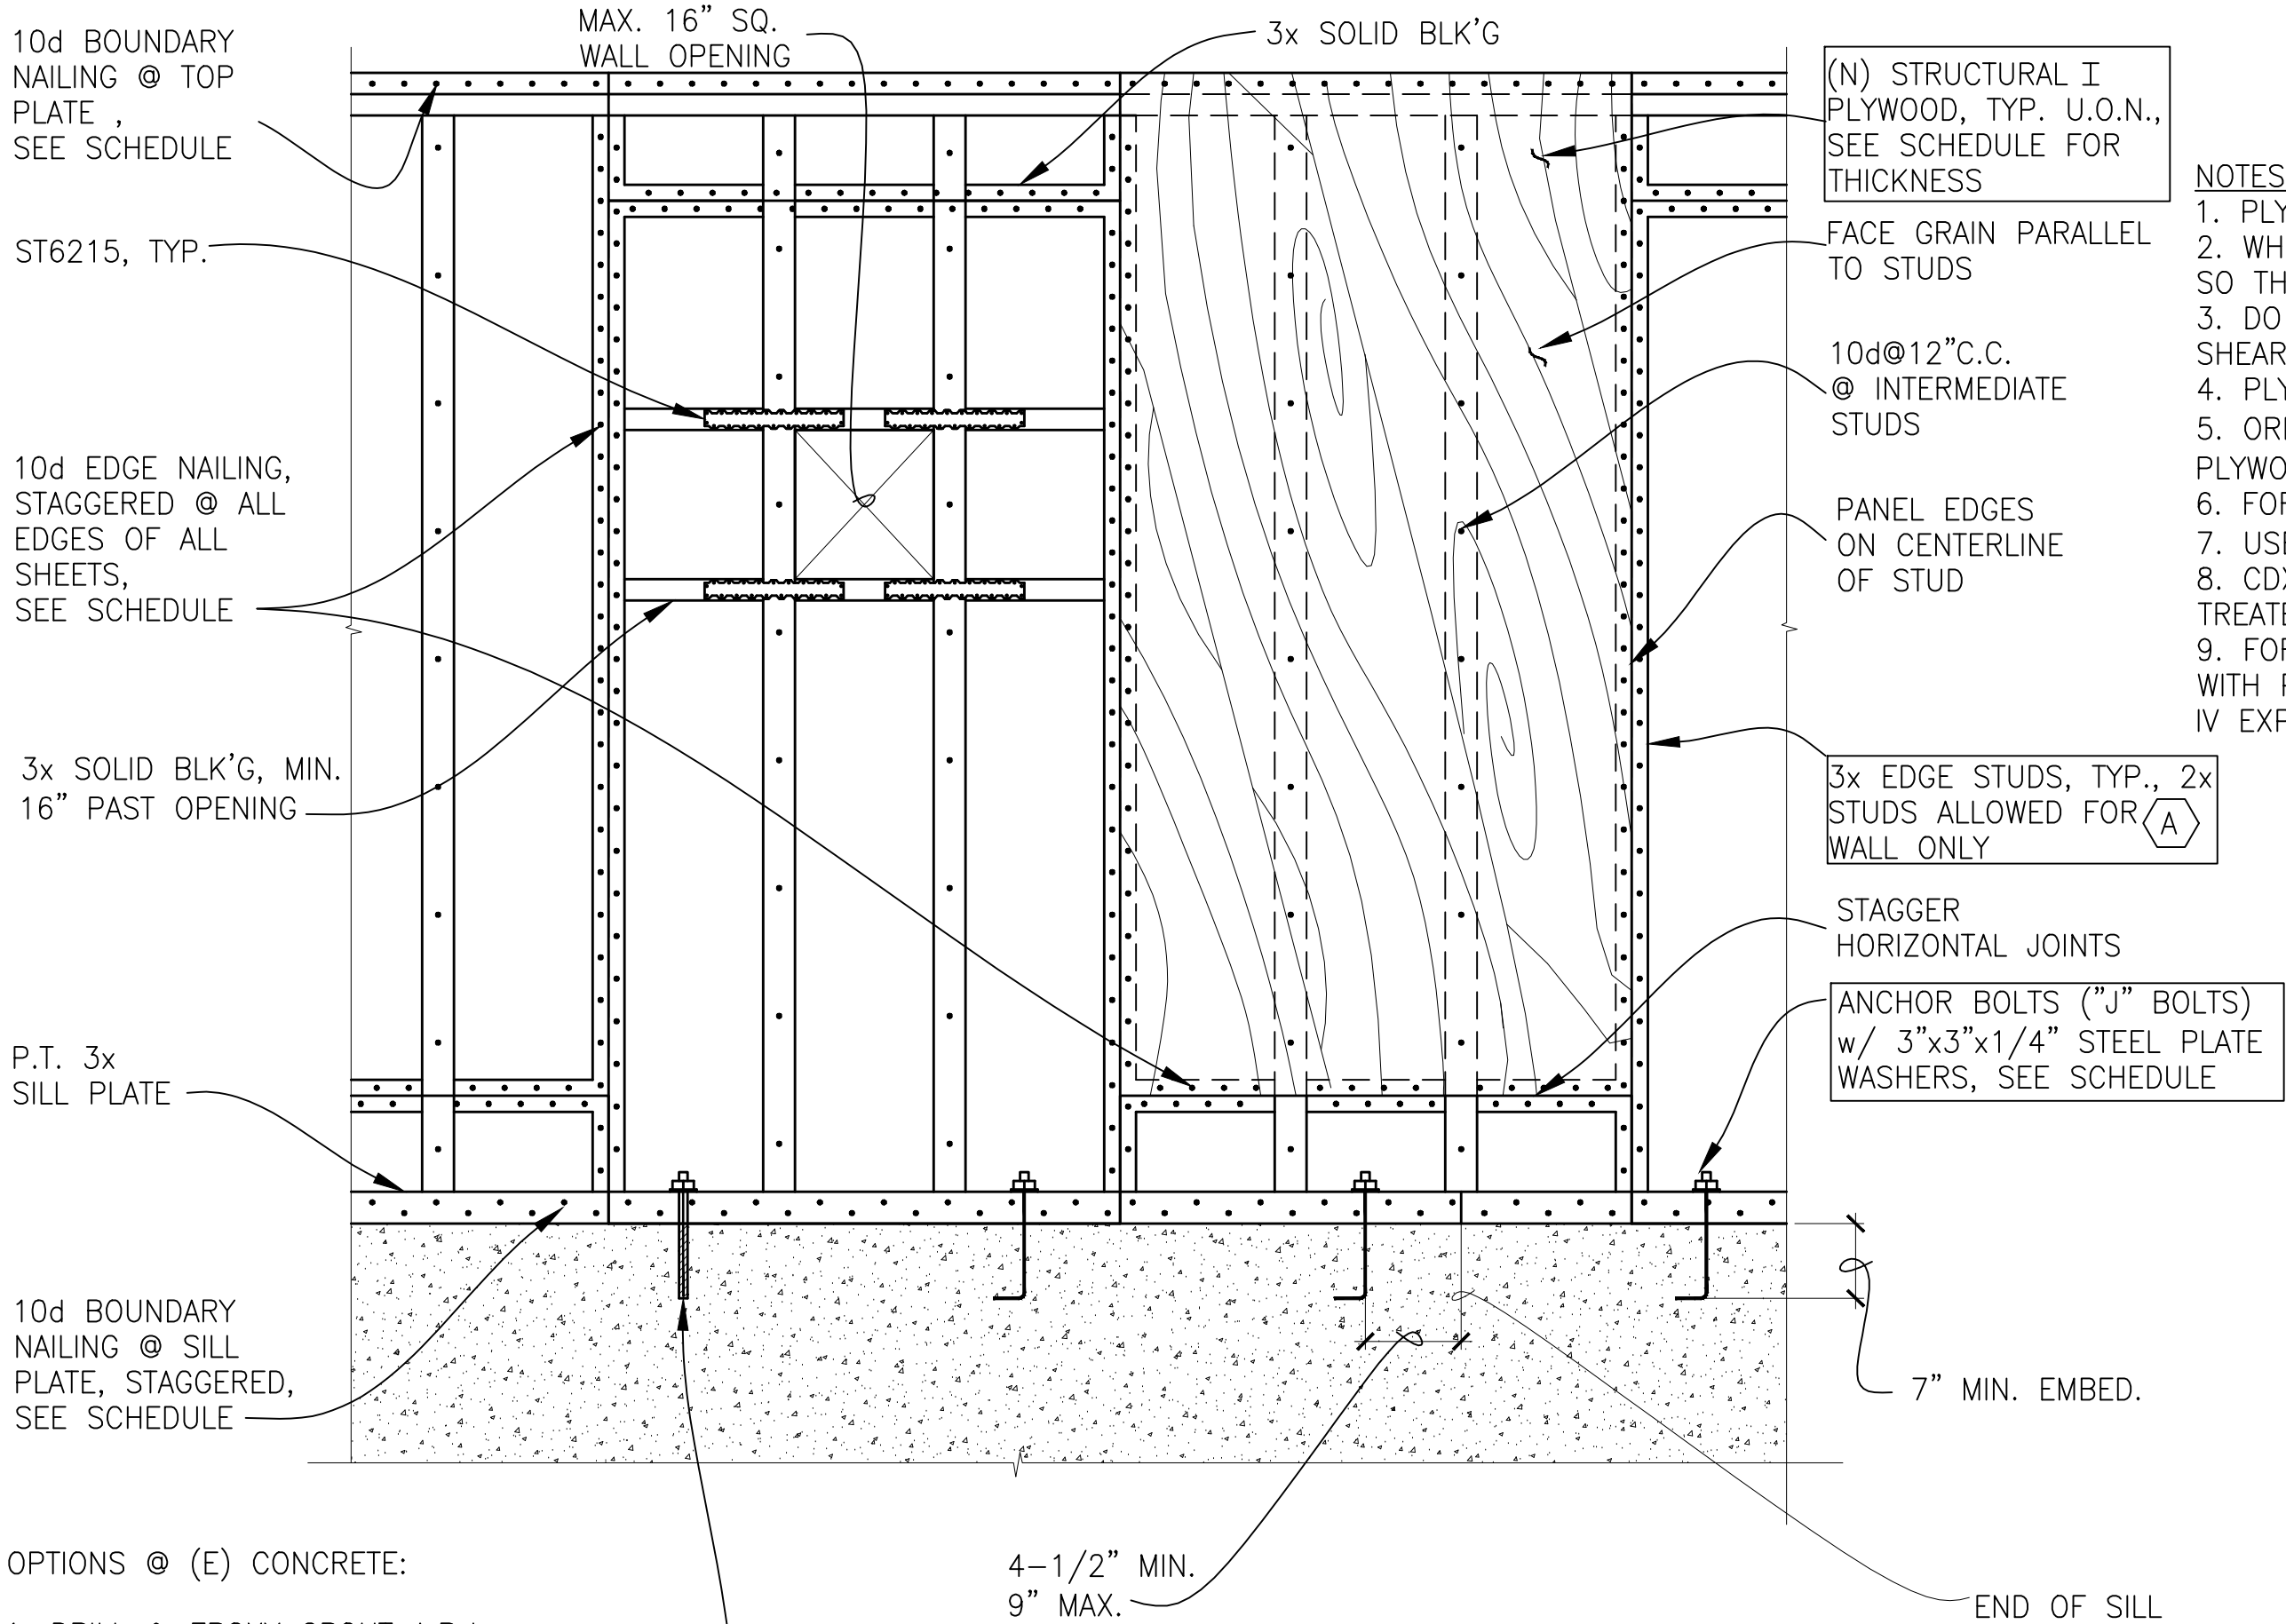 10d BOUNDARY
NAILING @ TOP
PLATE ,
SEE SCHEDULE
MAX. 16" SQ.
WALL OPENING
3x SOLID BLK'G
(N) STRUCTURAL I
PLYWOOD, TYP. U.O.N.,
SEE SCHEDULE FOR
THICKNESS
ST6215, TYP.
FACE GRAIN PARALLEL
TO STUDS
10d@12"C.C.
@ INTERMEDIATE
STUDS
10d EDGE NAILING,
STAGGERED @ ALL
EDGES OF ALL
SHEETS,
SEE SCHEDULE
PANEL EDGES
ON CENTERLINE
OF STUD
3x SOLID BLK'G, MIN.
16" PAST OPENING
3x EDGE STUDS, TYP., 2x
STUDS ALLOWED FOR A
WALL ONLY
STAGGER
HORIZONTAL JOINTS
P.T. 3x
SILL PLATE
ANCHOR BOLTS ("J" BOLTS)
w/ 3"x3"x1/4" STEEL PLATE
WASHERS, SEE SCHEDULE
10d BOUNDARY
NAILING @ SILL
PLATE, STAGGERED,
SEE SCHEDULE
7" MIN. EMBED.
4-1/2" MIN.
9" MAX.
END OF SILL
OPTIONS @ (E) CONCRETE:
NOTES
1. PLY
2. WH
SO TH
3. DO
SHEAR
4. PLY
5. ORI
PLYWO
6. FOR
7. USE
8. CDX
TREATE
9. FOR
WITH
IV EXP